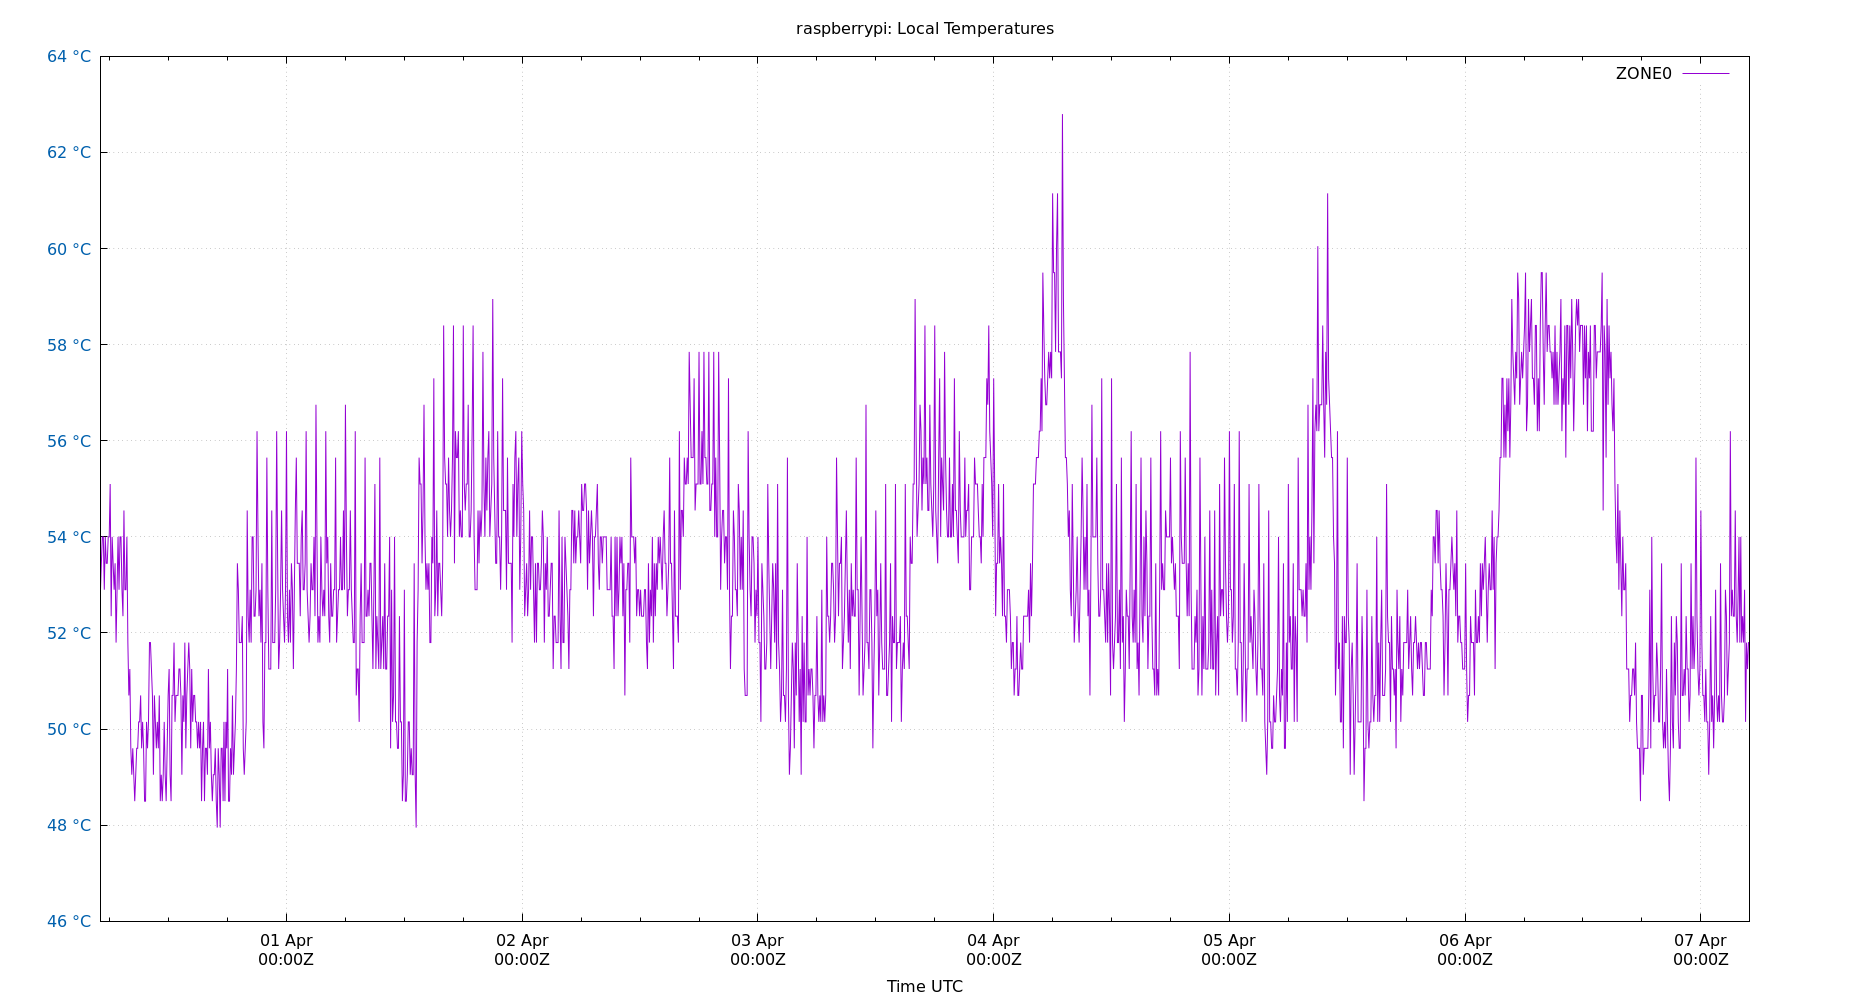 raspberrypi: Local Temperatures
64 °C
ZONE0
62 °C
60 °C
58 °C
56 °C
54 °C
52 °C
50 °C
48 °C
46 °C
01 Apr 02 Apr 03 Apr 04 Apr 05 Apr 06 Apr 07 Apr
00:00Z 00:00Z 00:00Z 00:00Z 00:00Z 00:00Z 00:00Z
Time UTC